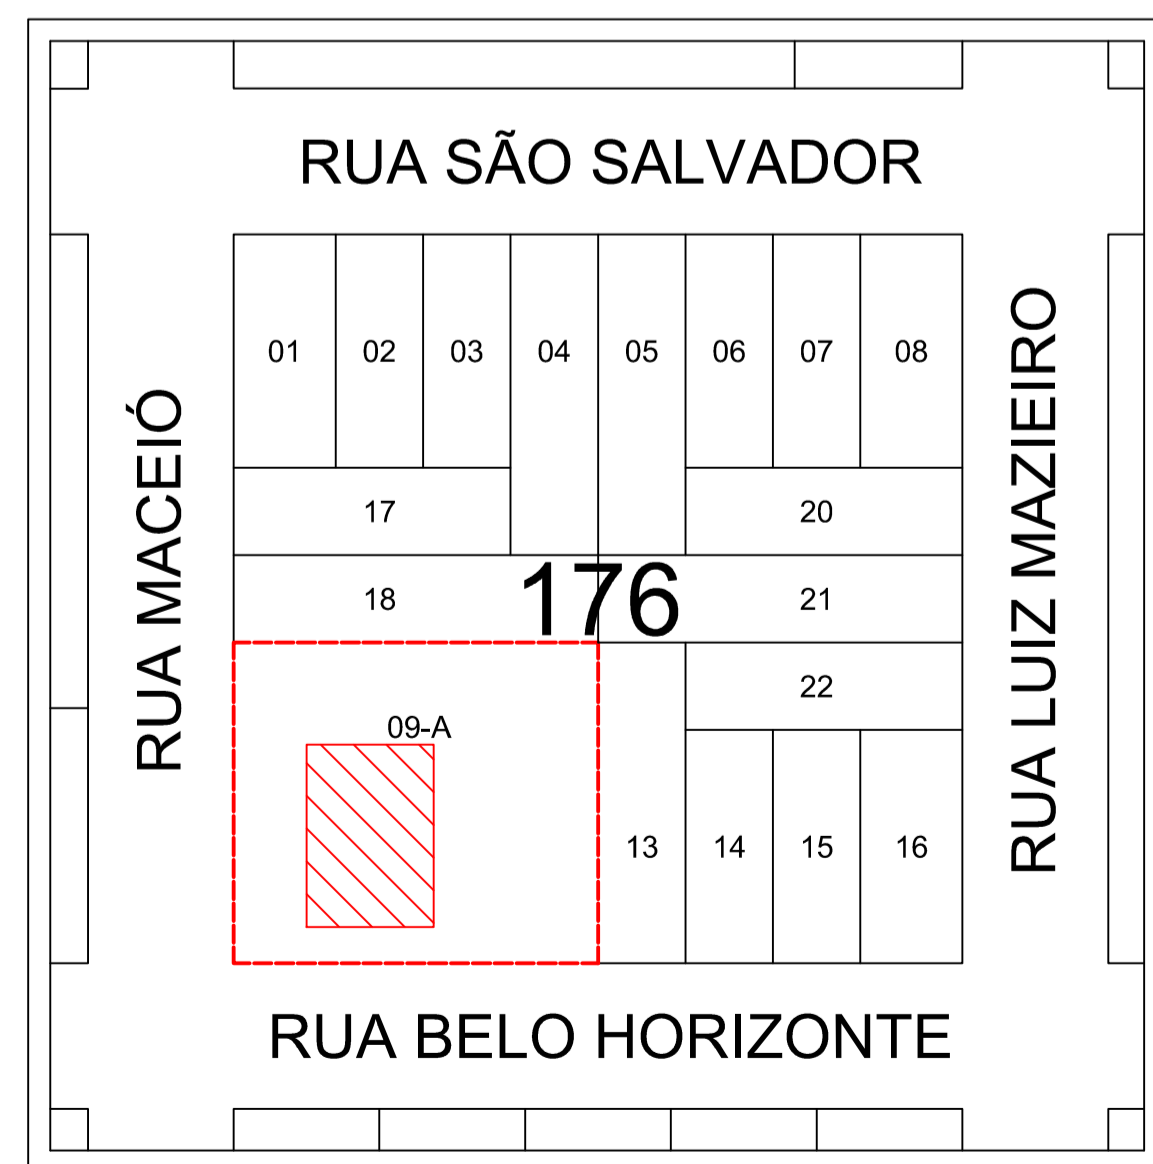 RUA SÃO SALVADOR
01 02 03 04 05 06 07 08
RUA MACEIÓ
RUA LUIZ MAZIEIRO
17 20
176
18 21
22
09-A
13 14 15 16
RUA BELO HORIZONTE